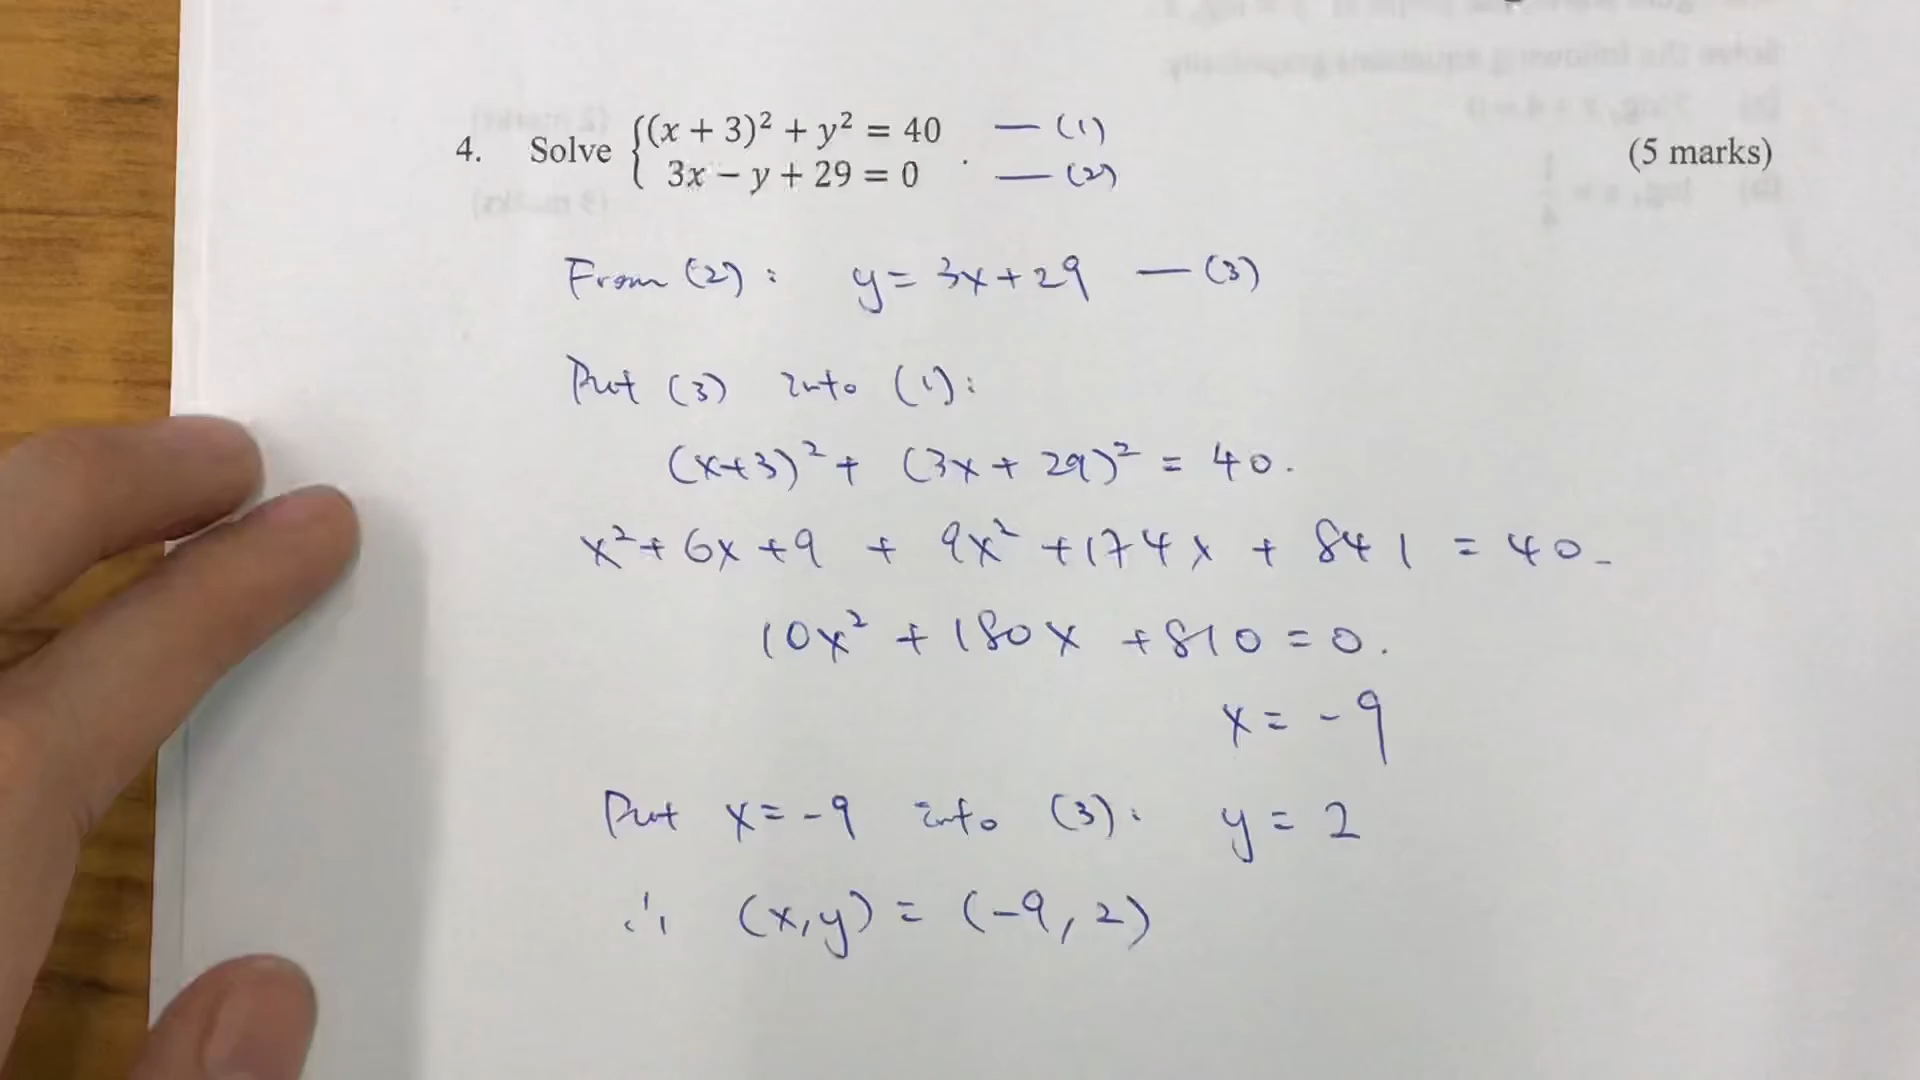 4. Solve {(x + 3)² + y² = 40 — (1)
3x − y + 29 = 0 . — (2)
(5 marks)
From (2): y = 3x + 29 — (3)
Put (3) into (1):
(x+3)² + (3x + 29)² = 40.
x² + 6x + 9 + 9x² + 174x + 841 = 40.
10x² + 180x + 810 = 0.
x = -9
Put x = -9 into (3): y = 2
∴ (x,y) = (-9, 2)